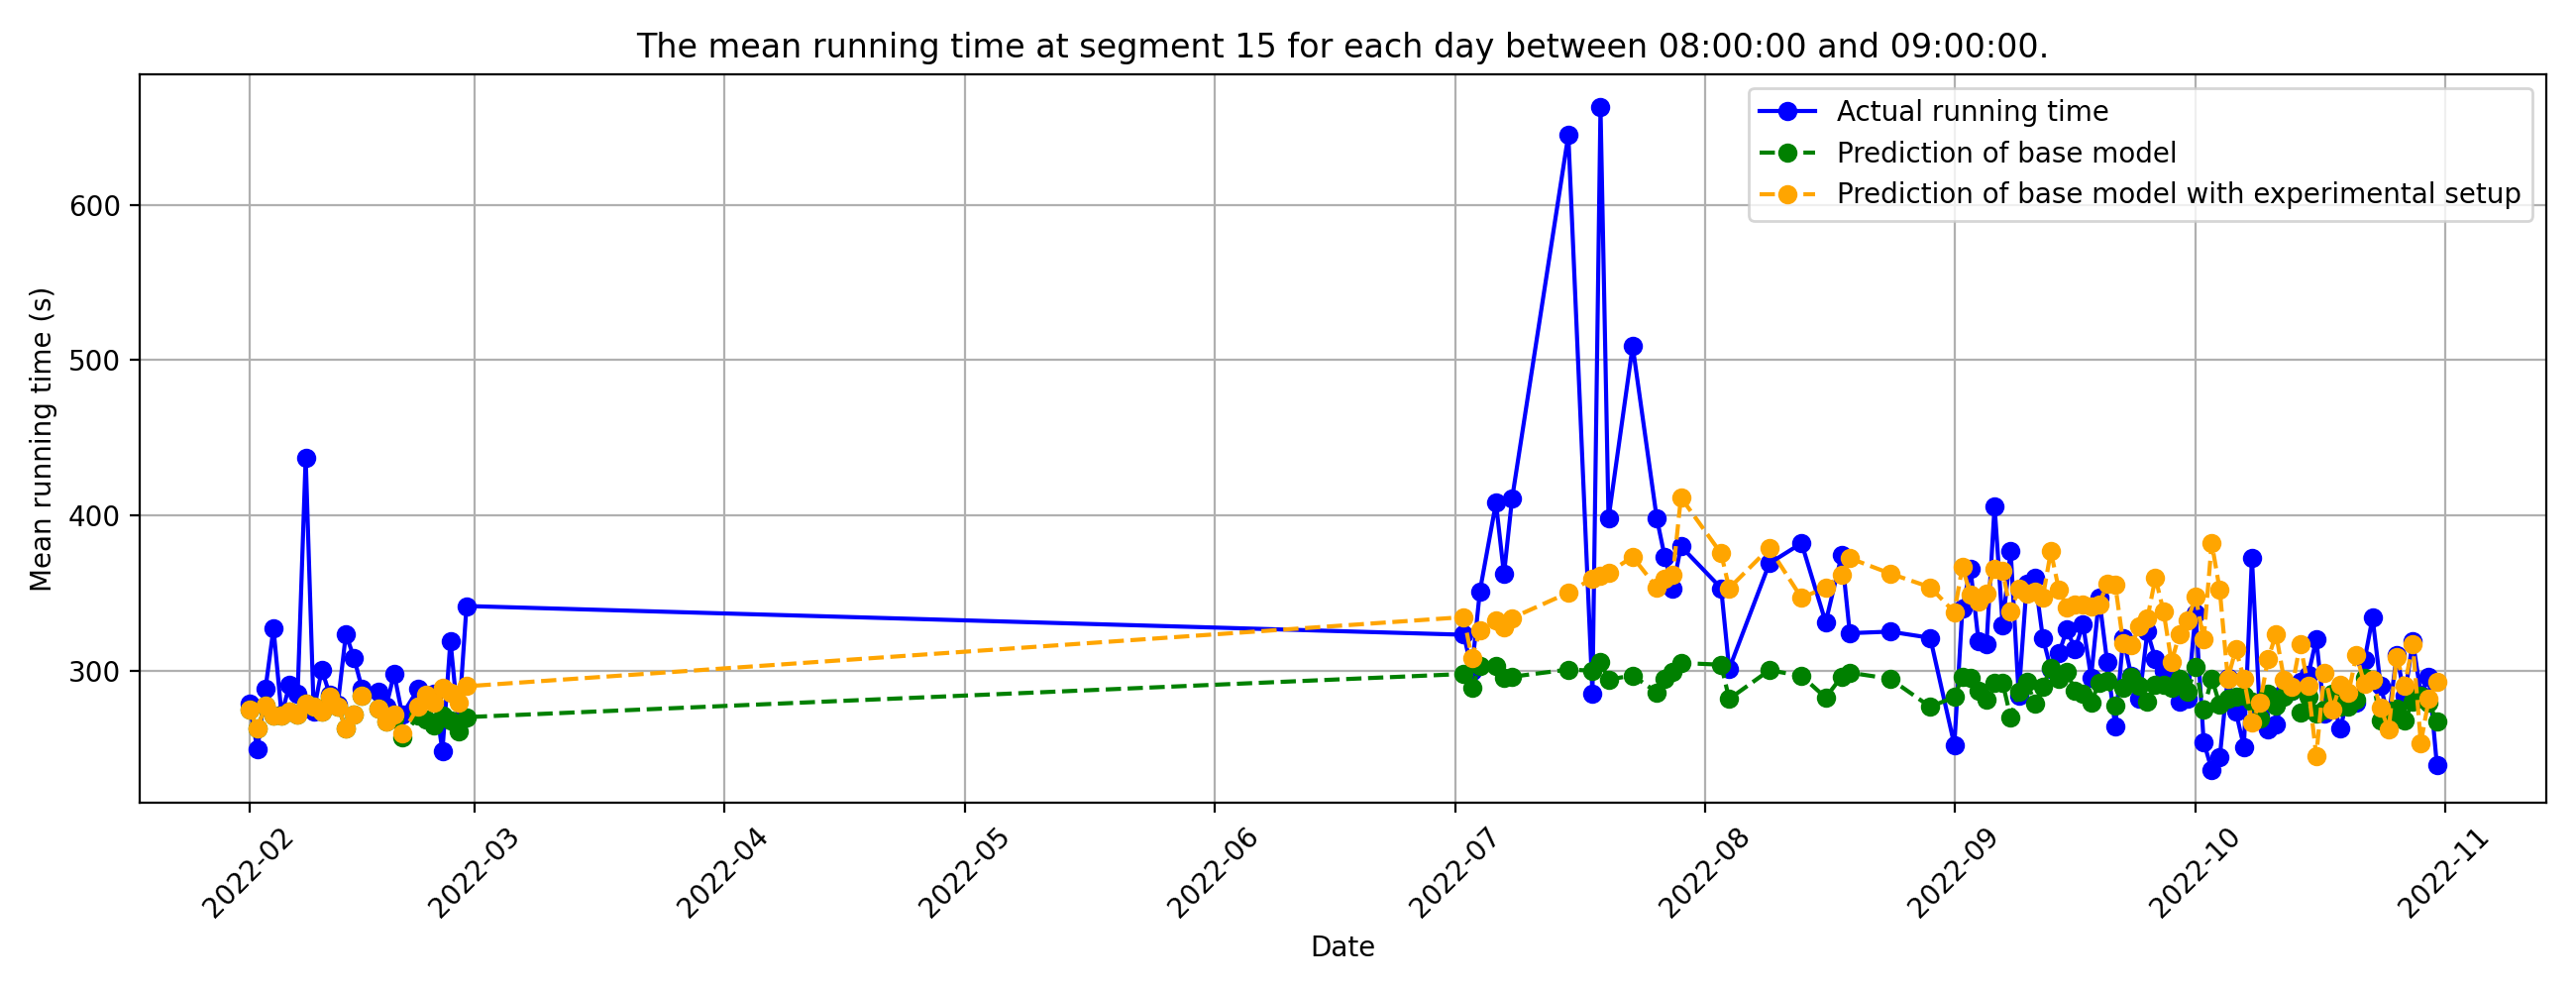 The mean running time at segment 15 for each day between 08:00:00 and 09:00:00.
Actual running time
Prediction of base model
Prediction of base model with experimental setup
Mean running time (s)
600
500
400
300
2022-02
2022-03
2022-04
2022-05
2022-06
2022-07
2022-08
2022-09
2022-10
2022-11
Date